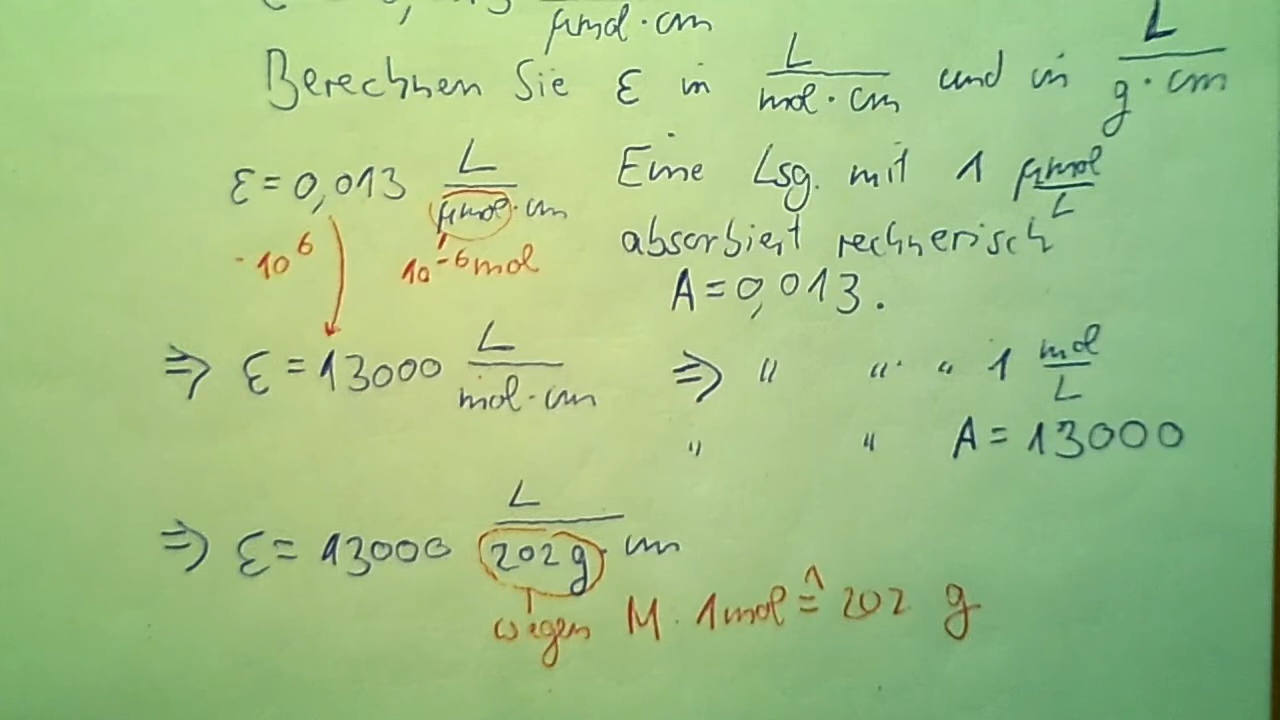 µmol · cm
Berechnen Sie ε in L / mol · cm und in L / g · cm
ε = 0,013 L / µmol · cm
· 10⁶
10⁻⁶ mol
Eine Lsg. mit 1 µmol / L
absorbiert rechnerisch
A = 0,013.
⇒ ε = 13000 L / mol · cm
⇒ " " " 1 mol / L
" " A = 13000
⇒ ε = 13000 L / 202 g · cm
wegen M. 1 mol ≙ 202 g